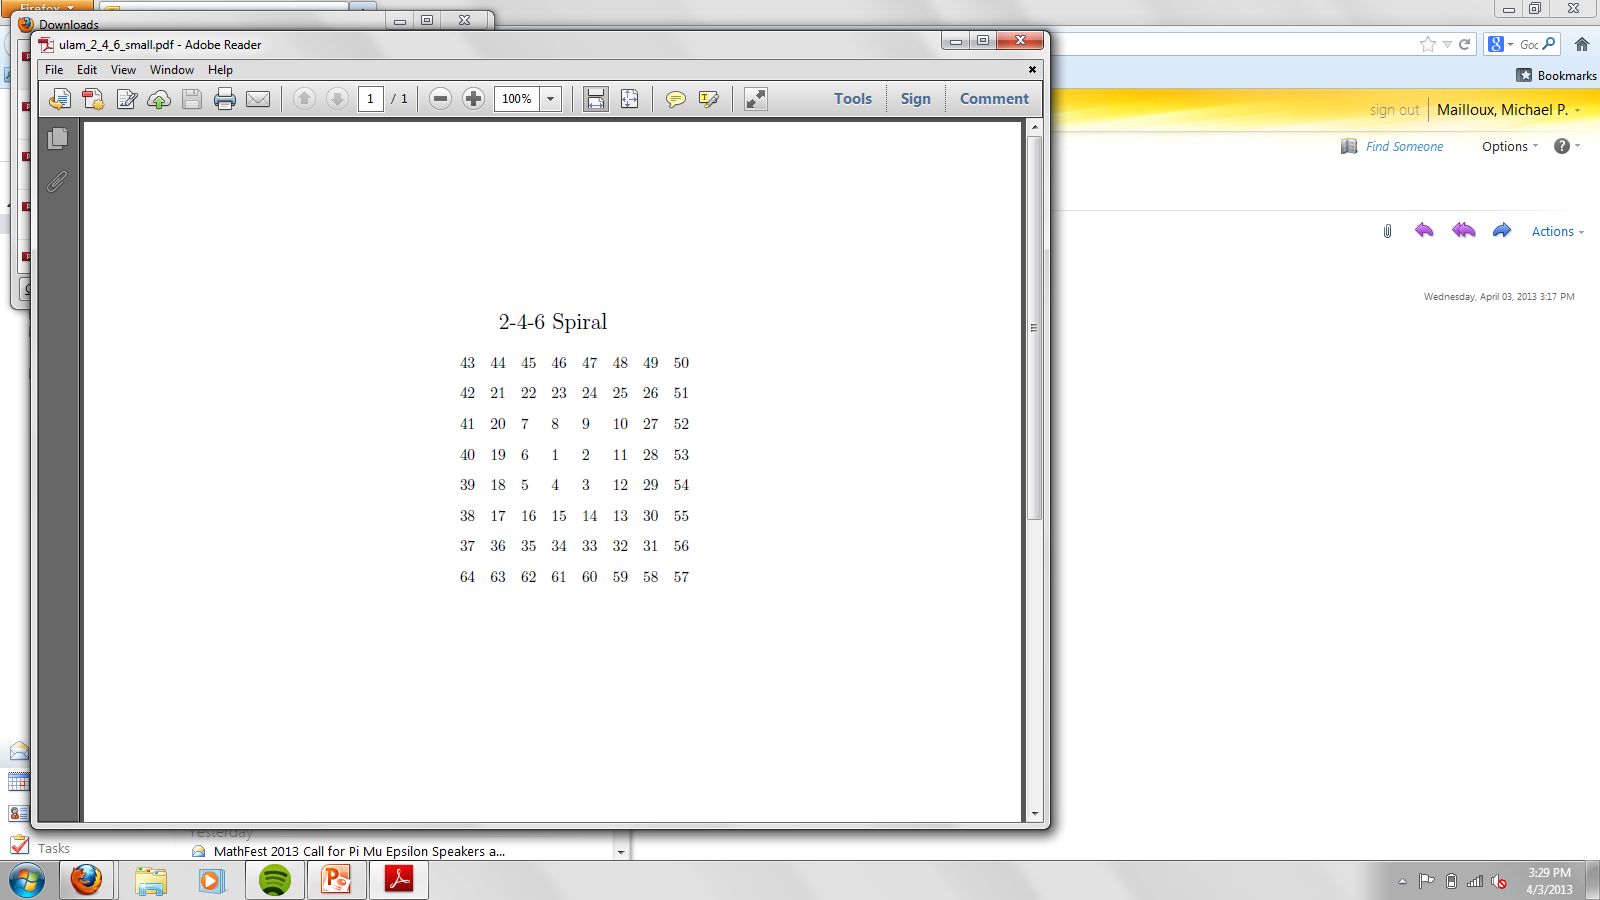 Firefox
Downloads
ulam_2_4_6_small.pdf - Adobe Reader
File Edit View Window Help
1 / 1 100% Tools Sign Comment
Bookmarks
sign out Mailloux, Michael P.
Find Someone Options
Actions
Wednesday, April 03, 2013 3:17 PM
2-4-6 Spiral
43 44 45 46 47 48 49 50
42 21 22 23 24 25 26 51
41 20 7 8 9 10 27 52
40 19 6 1 2 11 28 53
39 18 5 4 3 12 29 54
38 17 16 15 14 13 30 55
37 36 35 34 33 32 31 56
64 63 62 61 60 59 58 57
Yesterday
Tasks
MathFest 2013 Call for Pi Mu Epsilon Speakers a...
3:29 PM
4/3/2013